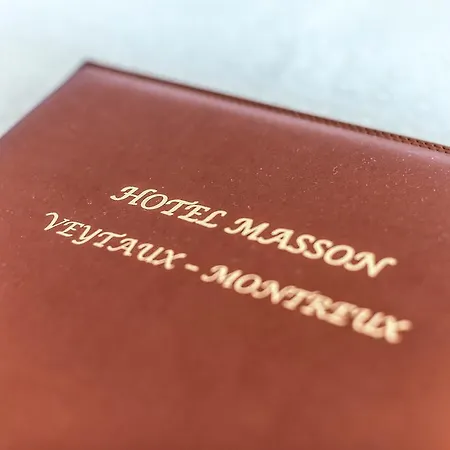 HOTEL MASSON
VEYTAUX - MONTREUX